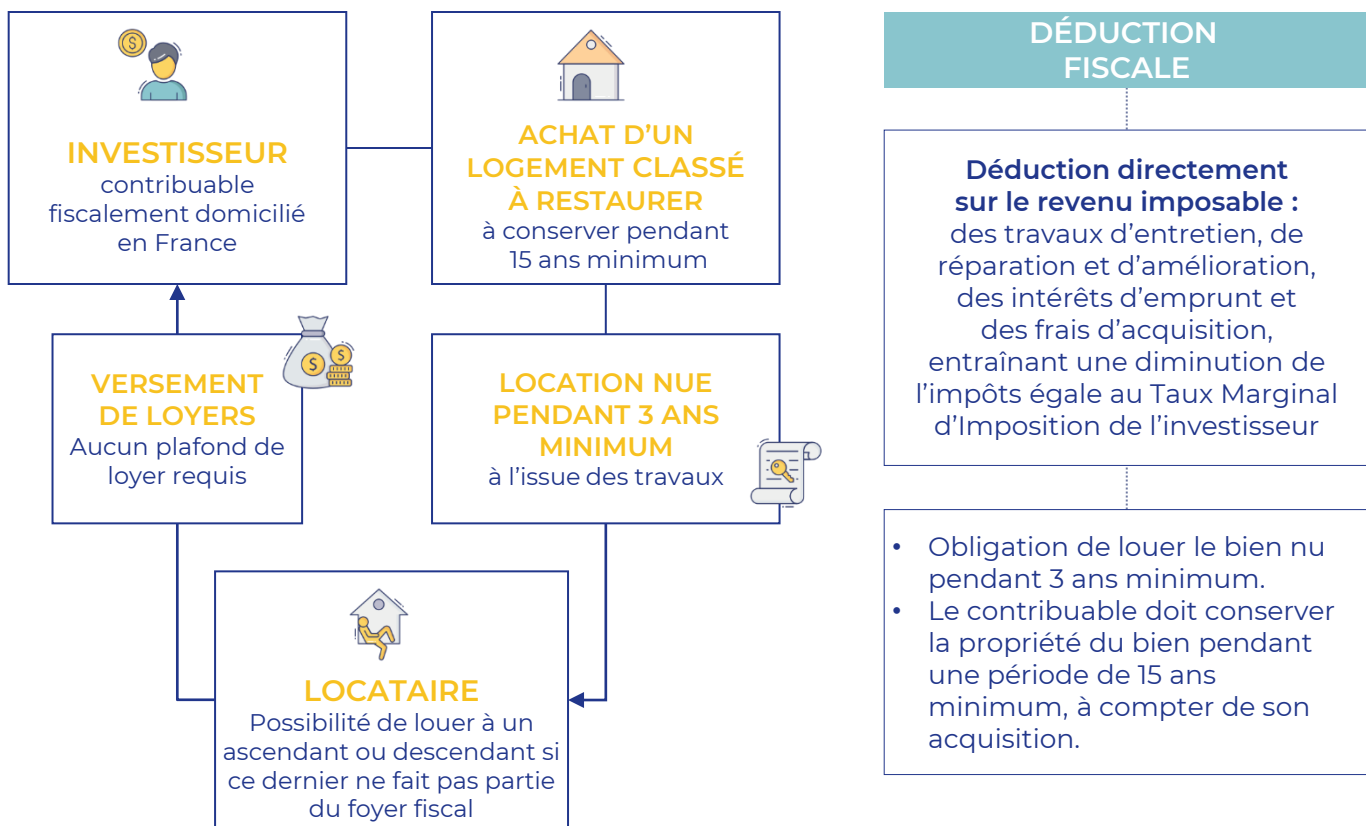 INVESTISSEUR
contribuable
fiscalement domicilié
en France
ACHAT D’UN
LOGEMENT CLASSÉ
À RESTAURER
à conserver pendant
15 ans minimum
LOCATION NUE
PENDANT 3 ANS
MINIMUM
à l’issue des travaux
LOCATAIRE
Possibilité de louer à un
ascendant ou descendant si
ce dernier ne fait pas partie
du foyer fiscal
VERSEMENT
DE LOYERS
Aucun plafond de
loyer requis
DÉDUCTION
FISCALE
Déduction directement
sur le revenu imposable :
des travaux d’entretien, de
réparation et d’amélioration,
des intérêts d’emprunt et
des frais d’acquisition,
entraînant une diminution de
l’impôts égale au Taux Marginal
d’Imposition de l’investisseur
• Obligation de louer le bien nu
pendant 3 ans minimum.
• Le contribuable doit conserver
la propriété du bien pendant
une période de 15 ans
minimum, à compter de son
acquisition.